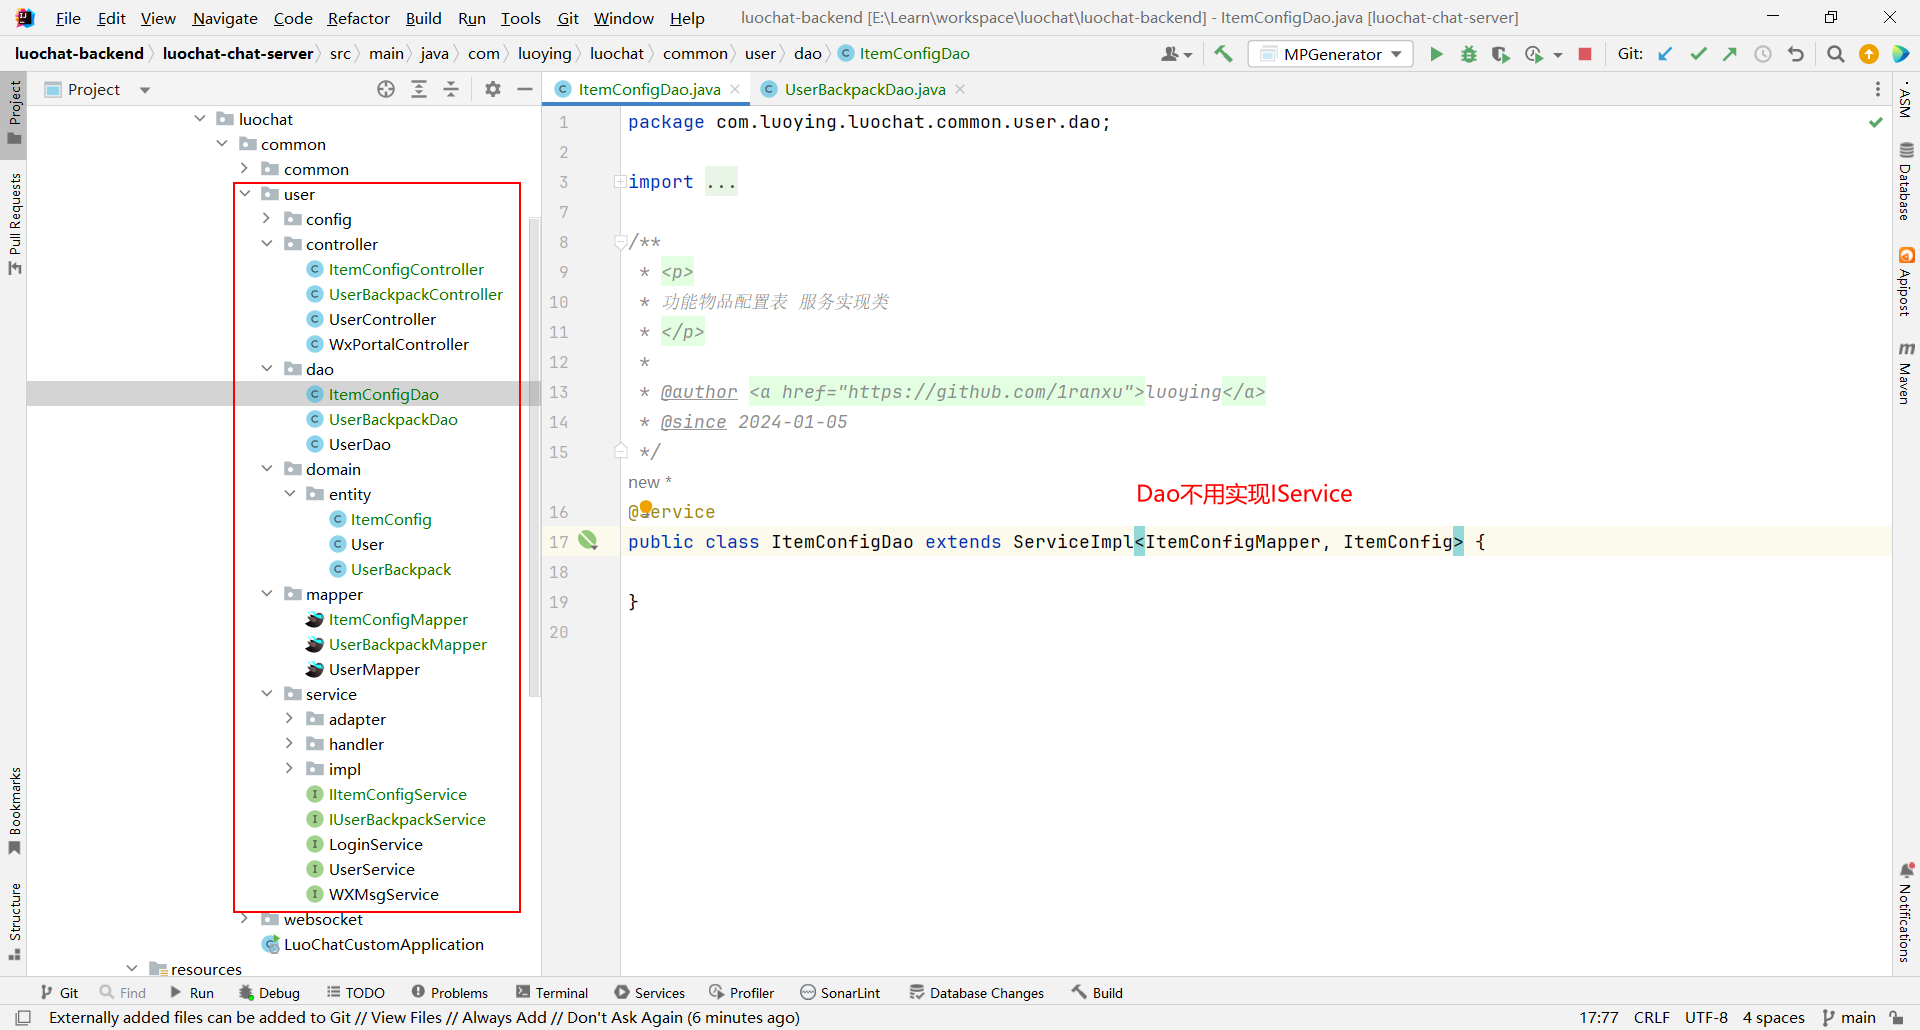 File Edit View Navigate Code Refactor Build Run Tools Git Window Help luochat-backend [E:\Learn\workspace\luochat\luochat-backend] - ItemConfigDao.java [luochat-chat-server]
luochat-backend luochat-chat-server src main java com luoying luochat common user dao ItemConfigDao MPGenerator Git:
Project
ItemConfigDao.java UserBackpackDao.java
Project
Pull Requests
Bookmarks
Structure
luochat
common
common
user
config
controller
ItemConfigController
UserBackpackController
UserController
WxPortalController
dao
ItemConfigDao
UserBackpackDao
UserDao
domain
entity
ItemConfig
User
UserBackpack
mapper
ItemConfigMapper
UserBackpackMapper
UserMapper
service
adapter
handler
impl
IItemConfigService
IUserBackpackService
LoginService
UserService
WXMsgService
websocket
LuoChatCustomApplication
resources
1 package com.luoying.luochat.common.user.dao;
2
3 import ...
7
8 /**
9 * <p>
10 * 功能物品配置表 服务实现类
11 * </p>
12 *
13 * @author <a href="https://github.com/1ranxu">luoying</a>
14 * @since 2024-01-05
15 */
new *
Dao不用实现IService
16 @Service
17 public class ItemConfigDao extends ServiceImpl<ItemConfigMapper, ItemConfig> {
18
19 }
20
ASM
Database
Apipost
Maven
Notifications
Git Find Run Debug TODO Problems Terminal Services Profiler SonarLint Database Changes Build
Externally added files can be added to Git // View Files // Always Add // Don't Ask Again (6 minutes ago) 17:77 CRLF UTF-8 4 spaces main